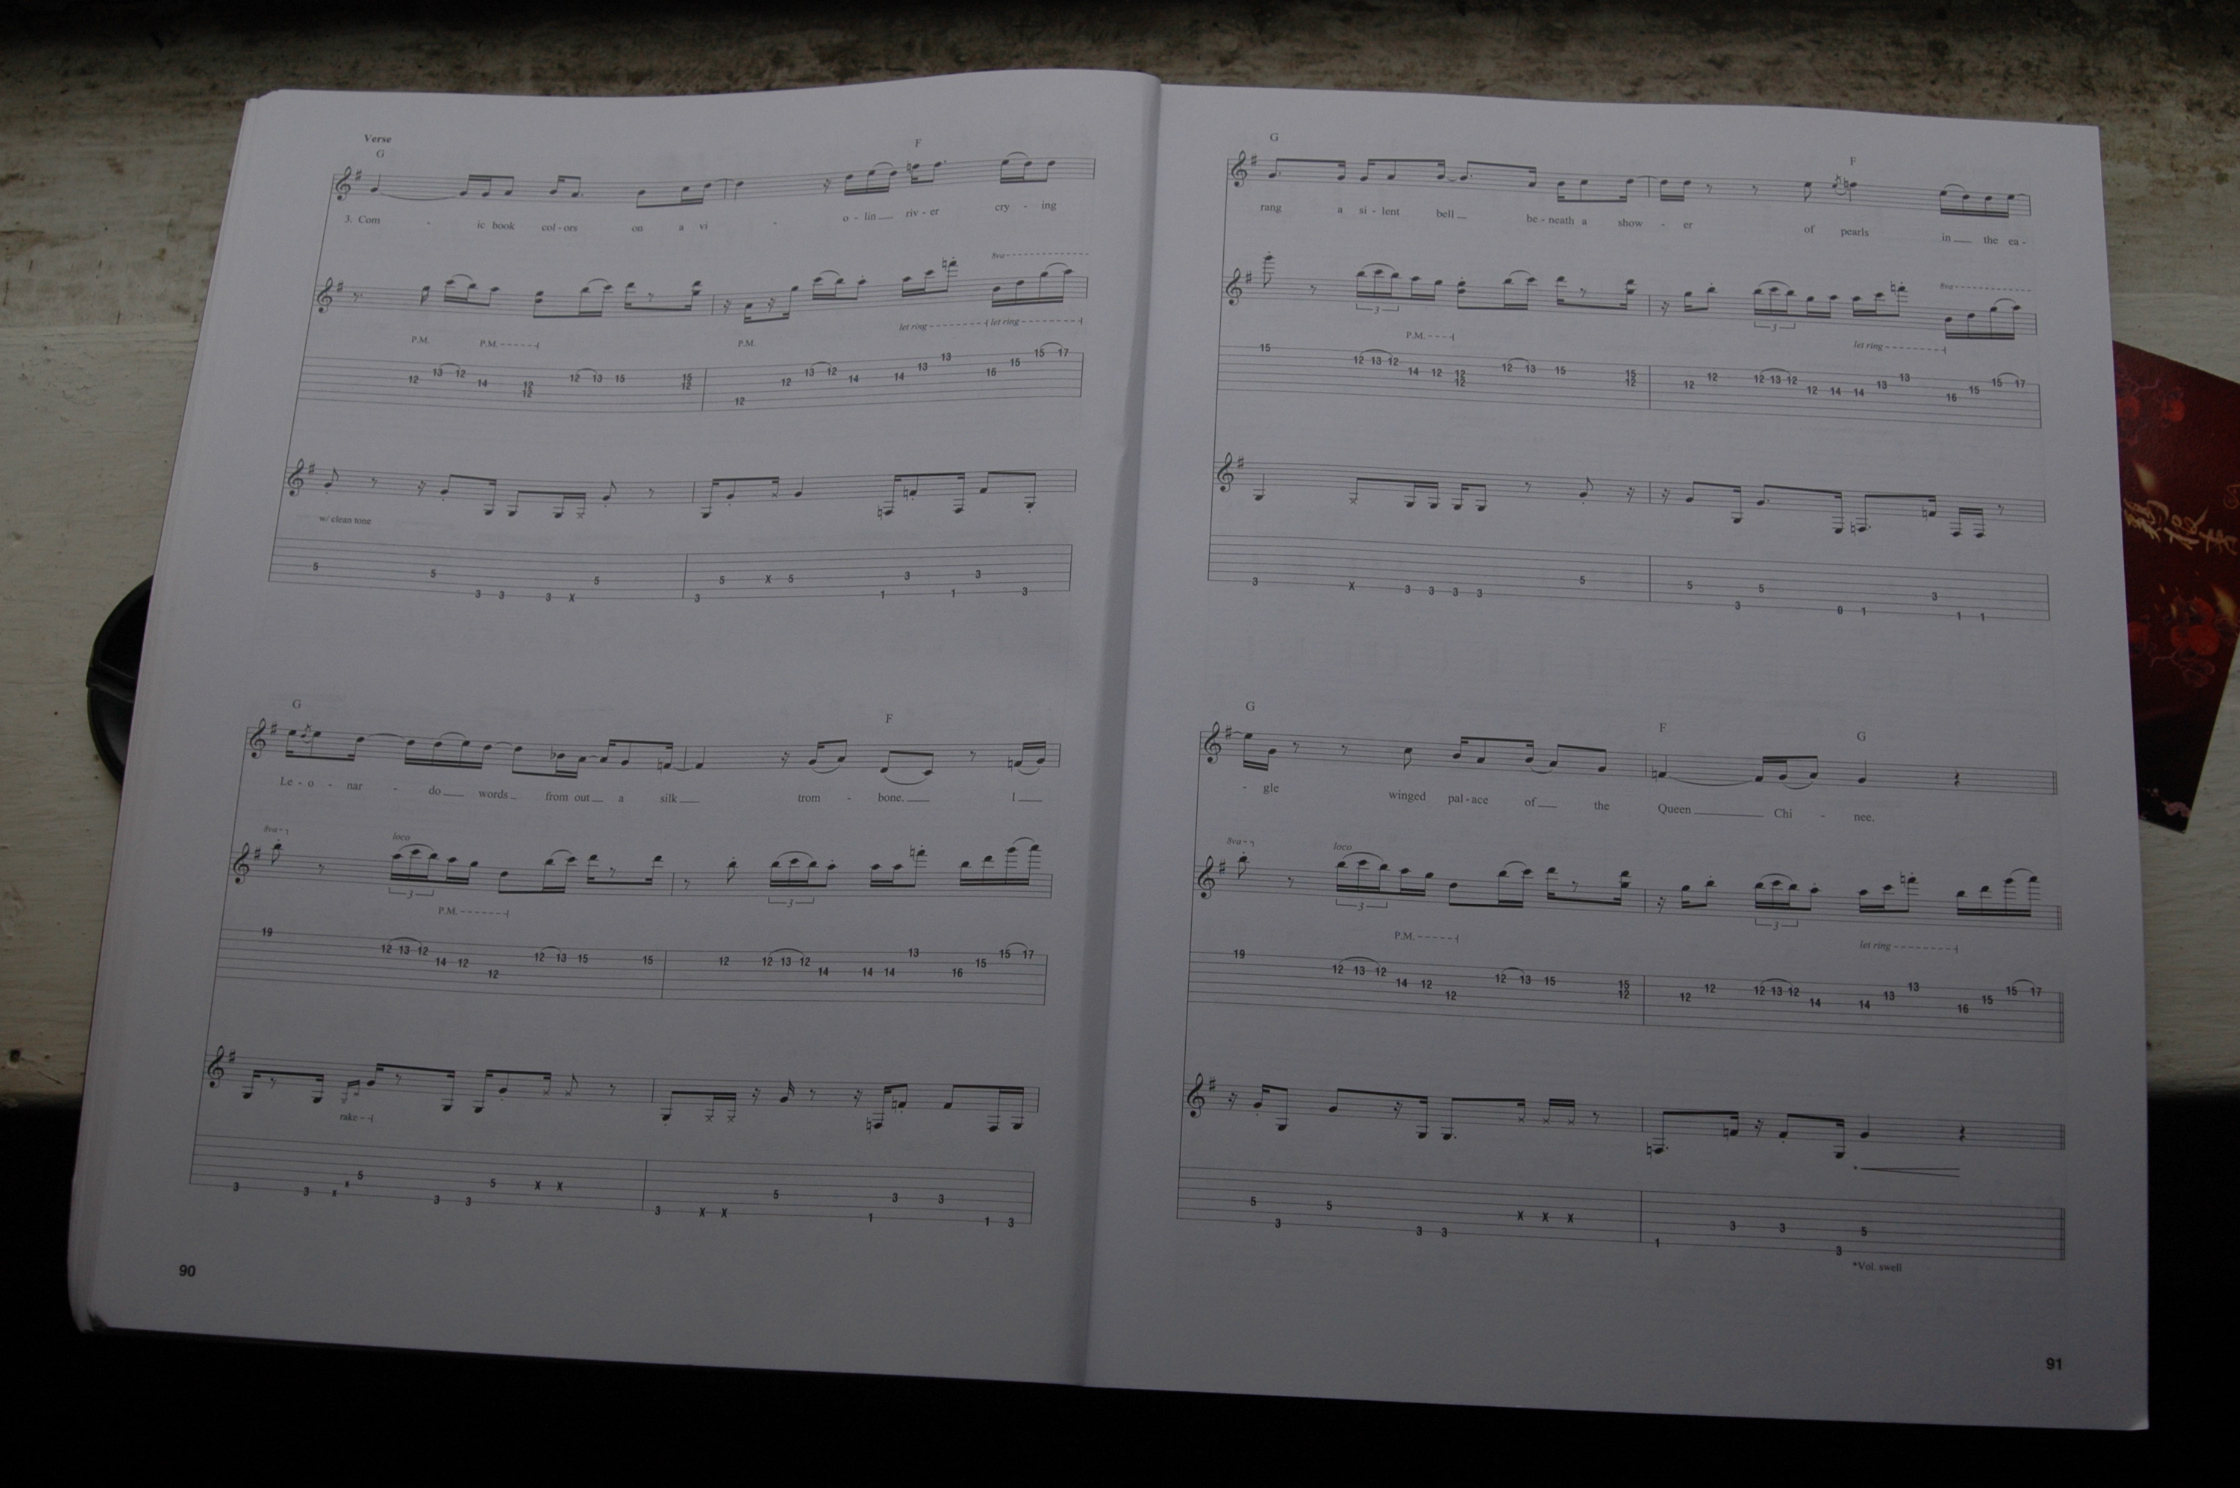 Verse
G F
3. Com - ic book col - ors on a vi - o - lin riv - er cry - ing
8va
let ring let ring
P.M. P.M. P.M.
13 12 12 13 15 15 13 12 13 13 15 15 17
12 14 12 12 12 14 14 16
12 12
w/ clean tone
5 5 5 5 X 5 3 3
3 3 3 X 3 1 1 3
G F
Le - o - nar - do words from out a silk trom - bone. I
8va loco
3 3
P.M.
19 12 13 12 12 13 15 15 12 12 13 12 13 15 15 17
14 12 14 14 14 16
12
rake
5 5 X X 5 3 3
3 3 x x 3 3 3 X X 1 1 3
90
G F
rang a si - lent bell be - neath a show - er of pearls in the ea -
8va
3 3
P.M. let ring
15 12 13 12 12 13 15 15 12 12 13 12 13 13 15 15 17
14 12 12 12 12 12 14 14 16
12
5 5 5 3
3 X 3 3 3 3 3 0 1 1 1
G F G
- gle winged pal - ace of the Queen Chi - nee.
8va loco
3 3
P.M. let ring
19 12 13 12 12 13 15 15 12 12 13 12 13 13 15 15 17
14 12 12 12 12 14 14 16
5 5 X X X 3 3 5
3 3 3 1 3
*Vol. swell
91